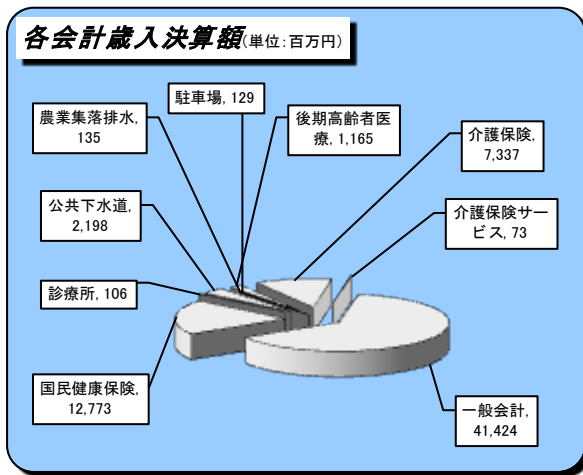 各会計歳入決算額(単位:百万円)
駐車場, 129
農業集落排水,
135
後期高齢者医
療, 1,165
介護保険,
7,337
公共下水道,
2,198
介護保険サー
ビス, 73
診療所, 106
国民健康保険,
12,773
一般会計,
41,424